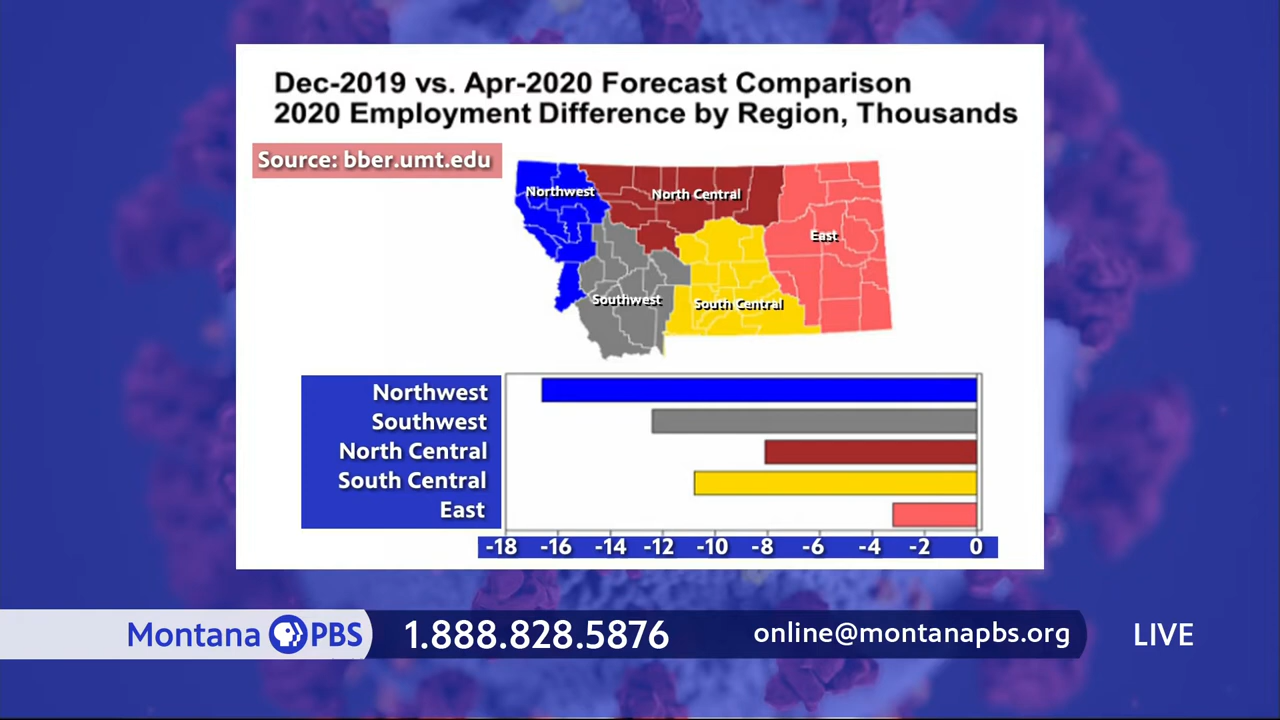 Dec-2019 vs. Apr-2020 Forecast Comparison
2020 Employment Difference by Region, Thousands
Source: bber.umt.edu
Northwest
North Central
East
Southwest
South Central
Northwest
Southwest
North Central
South Central
East
-18 -16 -14 -12 -10 -8 -6 -4 -2 0
Montana PBS 1.888.828.5876 online@montanapbs.org LIVE